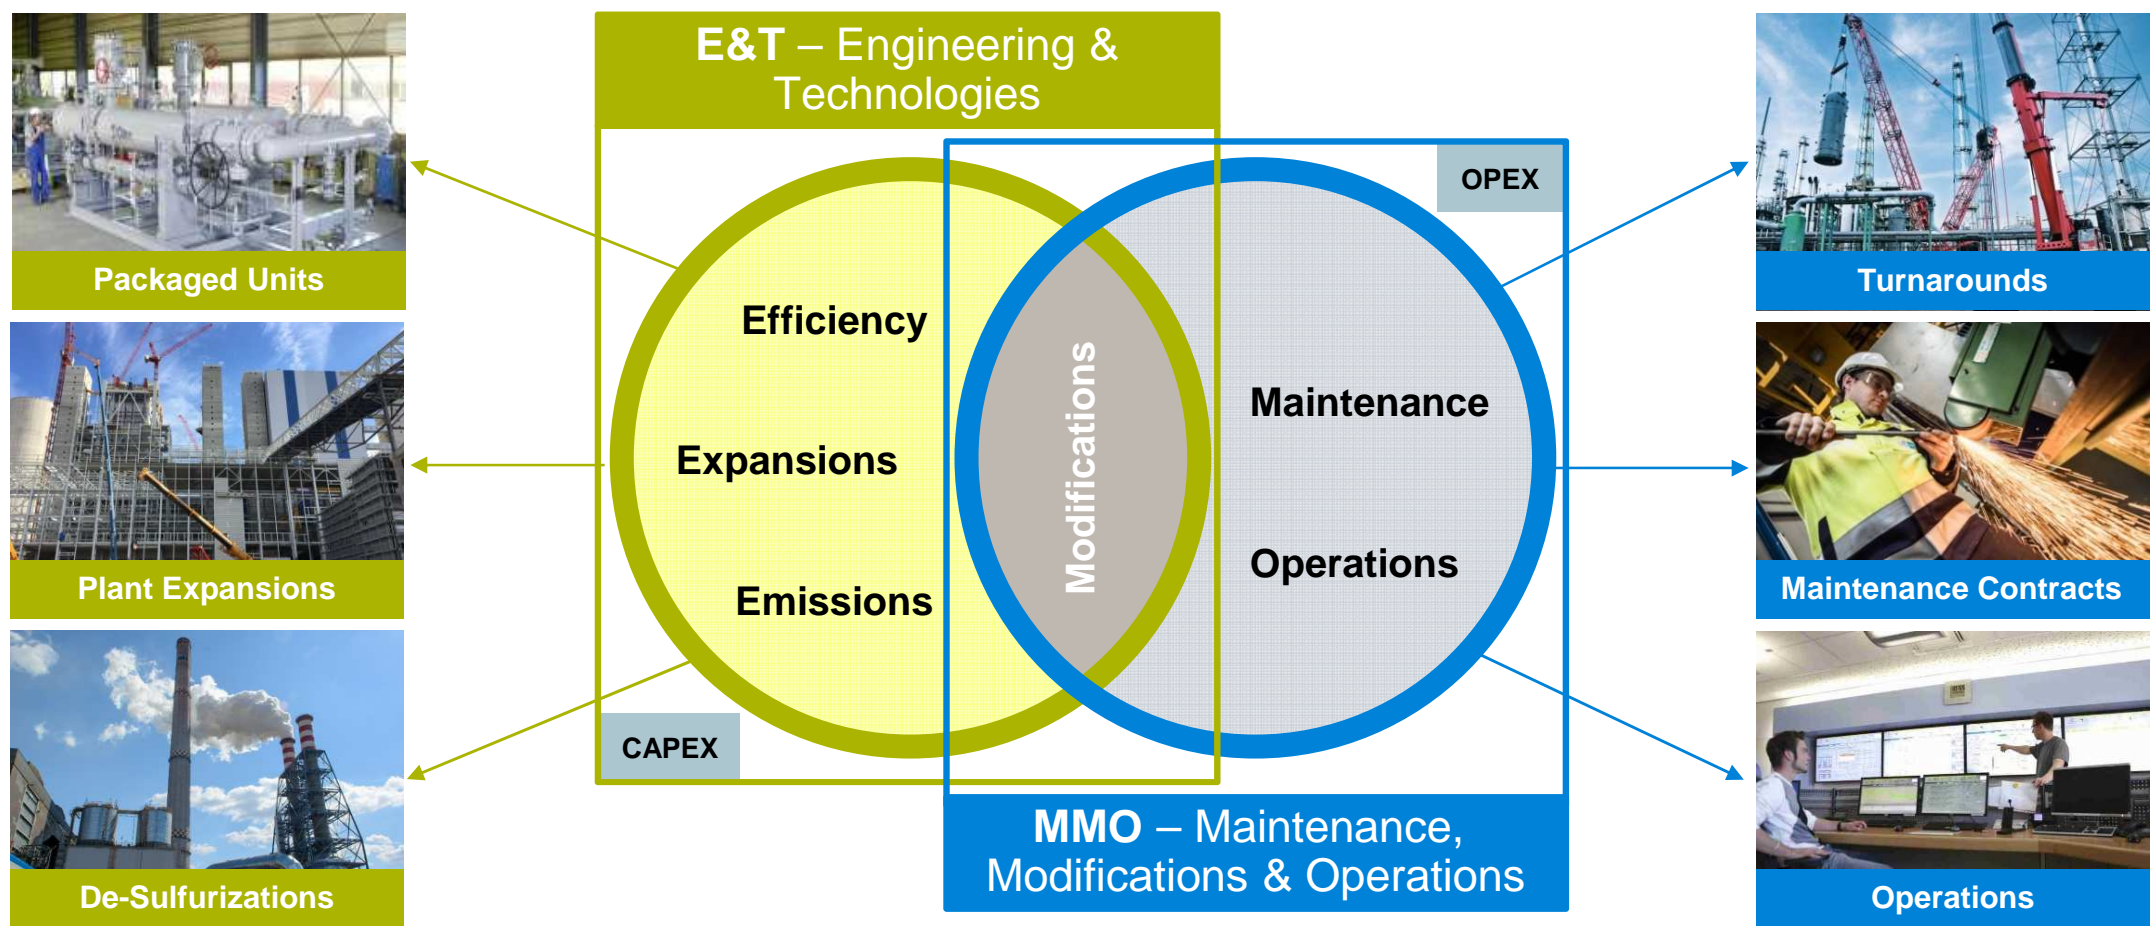 E&T – Engineering &
Technologies
OPEX
Packaged Units
Turnarounds
Efficiency
Modifications
Maintenance
Expansions
Operations
Plant Expansions
Maintenance Contracts
Emissions
CAPEX
MMO – Maintenance,
Modifications & Operations
De-Sulfurizations
Operations